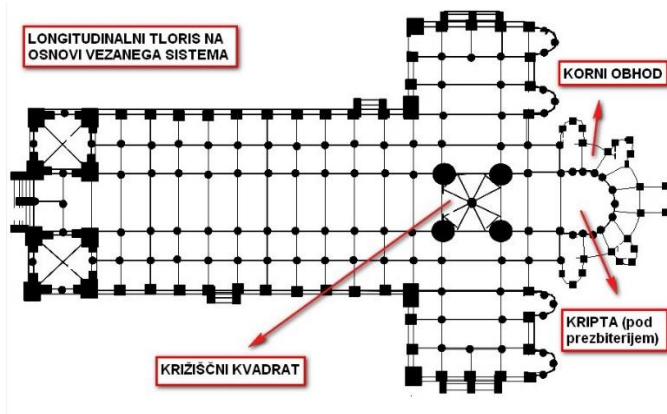 LONGITUDINALNI TLORIS NA
OSNOVI VEZANEGA SISTEMA
KORNI OBHOD
KRIPTA (pod
prezbiterijem)
KRIŽIŠČNI KVADRAT